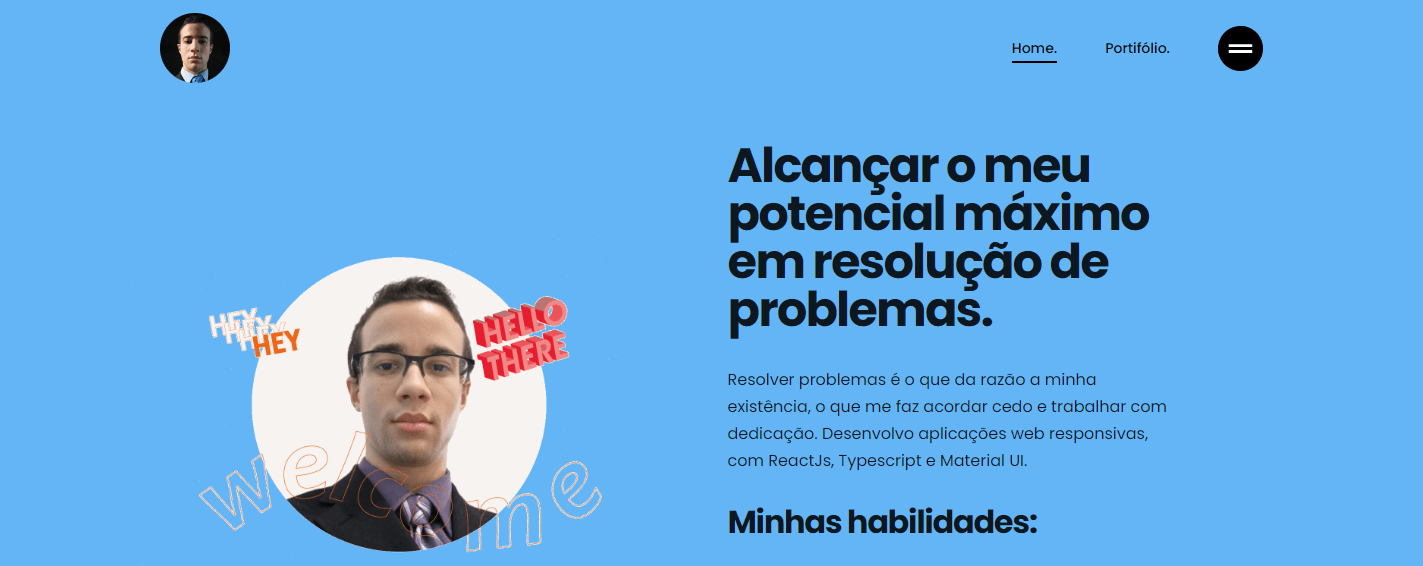 Home.
Portifólio.
Alcançar o meu
potencial máximo
em resolução de
problemas.
HEY HEY HEY HEY
HELLO
THERE
welcome
Resolver problemas é o que da razão a minha
existência, o que me faz acordar cedo e trabalhar com
dedicação. Desenvolvo aplicações web responsivas,
com ReactJs, Typescript e Material UI.
Minhas habilidades: